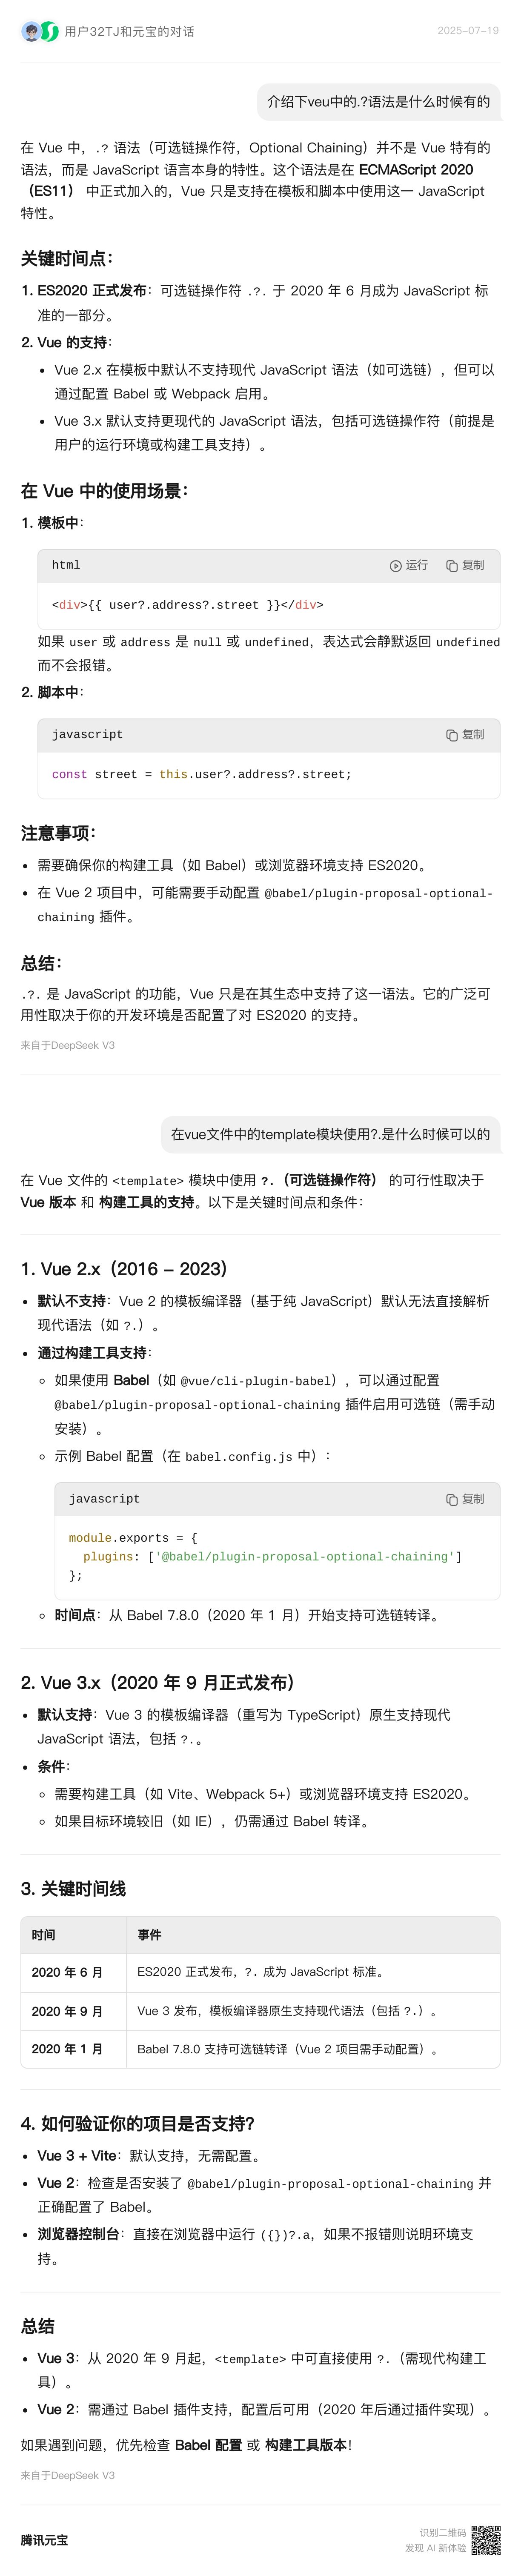 用户32TJ和元宝的对话
2025-07-19
介绍下veu中的.?语法是什么时候有的
在 Vue 中，.? 语法（可选链操作符，Optional Chaining）并不是 Vue 特有的
语法，而是 JavaScript 语言本身的特性。这个语法是在 ECMAScript 2020
（ES11） 中正式加入的，Vue 只是支持在模板和脚本中使用这一 JavaScript
特性。
关键时间点：
1. ES2020 正式发布：可选链操作符 .?. 于 2020 年 6 月成为 JavaScript 标
准的一部分。
2. Vue 的支持：
• Vue 2.x 在模板中默认不支持现代 JavaScript 语法（如可选链），但可以
通过配置 Babel 或 Webpack 启用。
• Vue 3.x 默认支持更现代的 JavaScript 语法，包括可选链操作符（前提是
用户的运行环境或构建工具支持）。
在 Vue 中的使用场景：
1. 模板中：
html 运行 复制
<div>{{ user?.address?.street }}</div>
如果 user 或 address 是 null 或 undefined，表达式会静默返回 undefined
而不会报错。
2. 脚本中：
javascript 复制
const street = this.user?.address?.street;
注意事项：
• 需要确保你的构建工具（如 Babel）或浏览器环境支持 ES2020。
• 在 Vue 2 项目中，可能需要手动配置 @babel/plugin-proposal-optional-
chaining 插件。
总结：
.?. 是 JavaScript 的功能，Vue 只是在其生态中支持了这一语法。它的广泛可
用性取决于你的开发环境是否配置了对 ES2020 的支持。
来自于DeepSeek V3
在vue文件中的template模块使用?.是什么时候可以的
在 Vue 文件的 <template> 模块中使用 ?.（可选链操作符） 的可行性取决于
Vue 版本 和 构建工具的支持。以下是关键时间点和条件：
1. Vue 2.x（2016 - 2023）
• 默认不支持：Vue 2 的模板编译器（基于纯 JavaScript）默认无法直接解析
现代语法（如 ?.）。
• 通过构建工具支持：
◦ 如果使用 Babel（如 @vue/cli-plugin-babel），可以通过配置
@babel/plugin-proposal-optional-chaining 插件启用可选链（需手动
安装）。
◦ 示例 Babel 配置（在 babel.config.js 中）：
javascript 复制
module.exports = {
plugins: ['@babel/plugin-proposal-optional-chaining']
};
◦ 时间点：从 Babel 7.8.0（2020 年 1 月）开始支持可选链转译。
2. Vue 3.x（2020 年 9 月正式发布）
• 默认支持：Vue 3 的模板编译器（重写为 TypeScript）原生支持现代
JavaScript 语法，包括 ?.。
• 条件：
◦ 需要构建工具（如 Vite、Webpack 5+）或浏览器环境支持 ES2020。
◦ 如果目标环境较旧（如 IE），仍需通过 Babel 转译。
3. 关键时间线
时间 事件
2020 年 6 月 ES2020 正式发布，?. 成为 JavaScript 标准。
2020 年 9 月 Vue 3 发布，模板编译器原生支持现代语法（包括 ?.）。
2020 年 1 月 Babel 7.8.0 支持可选链转译（Vue 2 项目需手动配置）。
4. 如何验证你的项目是否支持？
• Vue 3 + Vite：默认支持，无需配置。
• Vue 2：检查是否安装了 @babel/plugin-proposal-optional-chaining 并
正确配置了 Babel。
• 浏览器控制台：直接在浏览器中运行 ({})?.a，如果不报错则说明环境支
持。
总结
• Vue 3：从 2020 年 9 月起，<template> 中可直接使用 ?.（需现代构建工
具）。
• Vue 2：需通过 Babel 插件支持，配置后可用（2020 年后通过插件实现）。
如果遇到问题，优先检查 Babel 配置 或 构建工具版本！
来自于DeepSeek V3
腾讯元宝
识别二维码
发现 AI 新体验